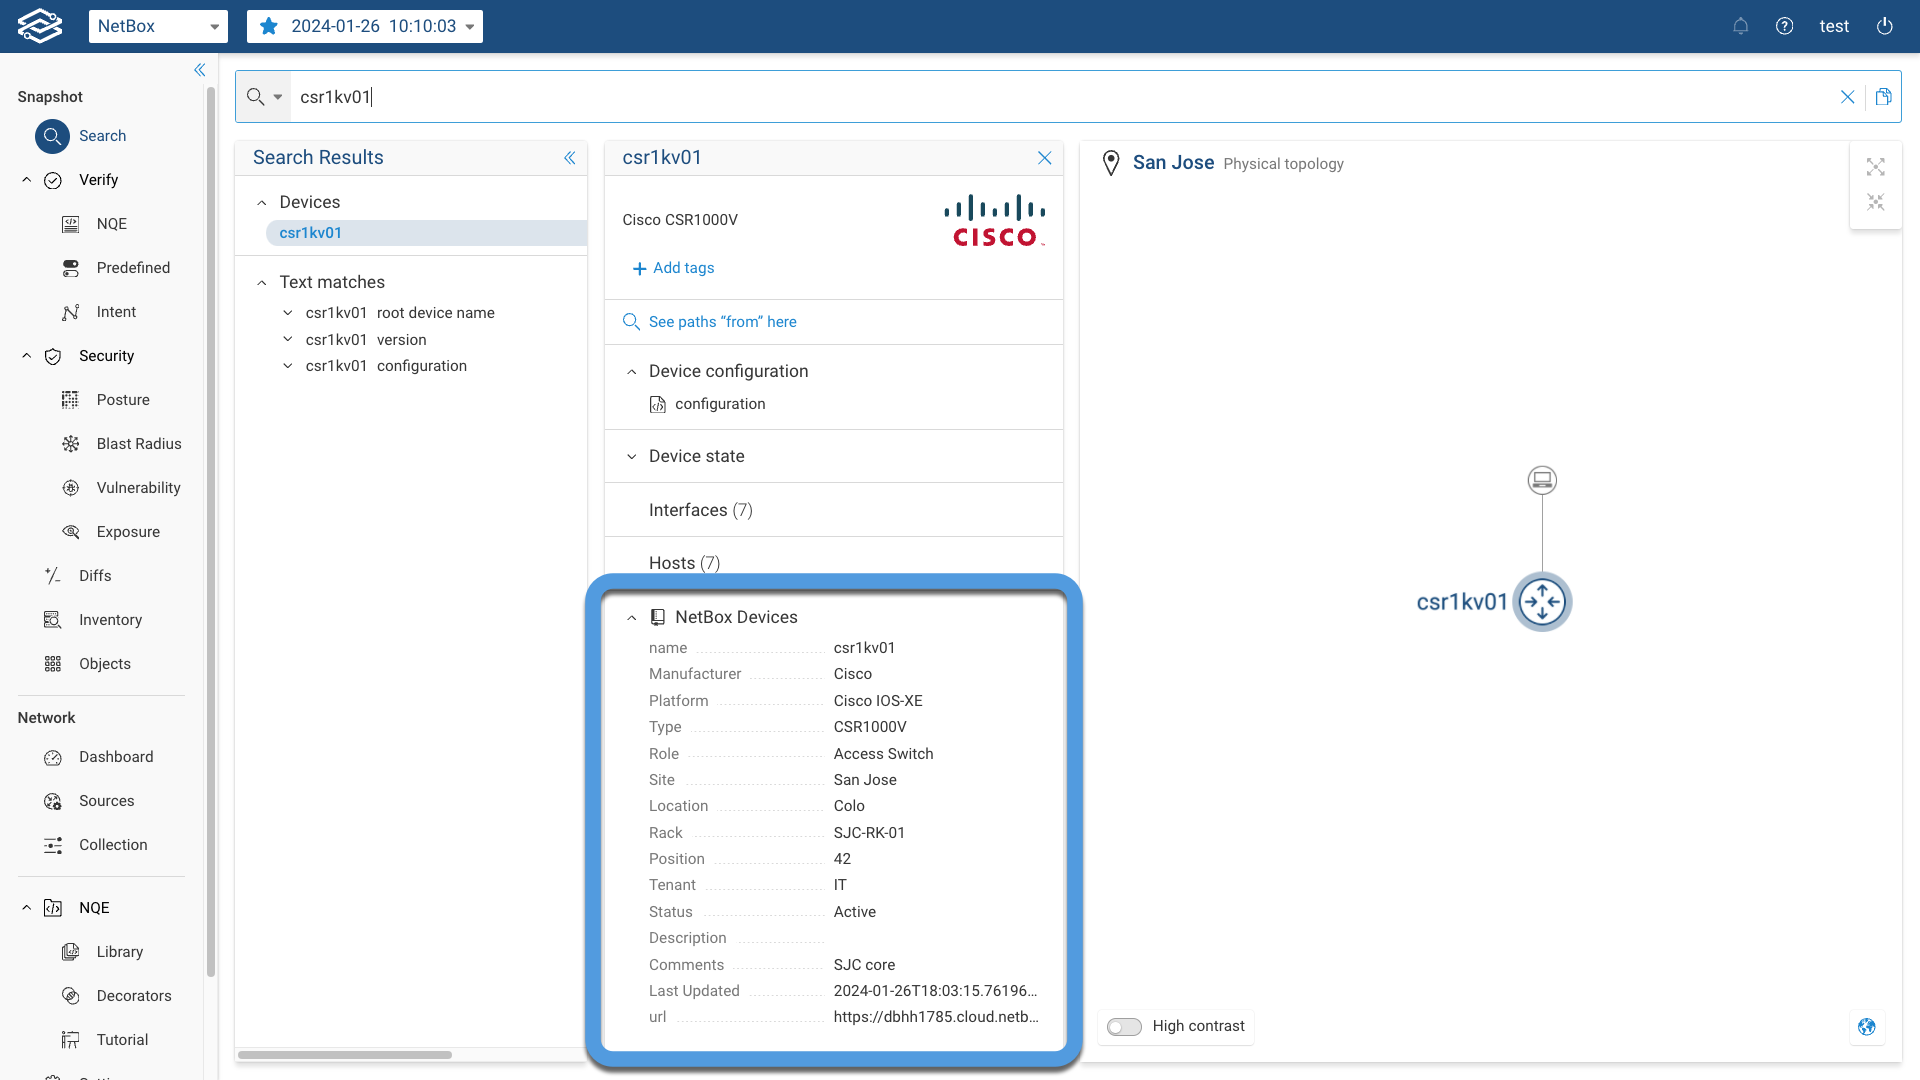 NetBox
2024-01-26 10:10:03
test
Snapshot
Search
Verify
NQE
Predefined
Intent
Security
Posture
Blast Radius
Vulnerability
Exposure
Diffs
Inventory
Objects
Network
Dashboard
Sources
Collection
NQE
Library
Decorators
Tutorial
csr1kv01
Search Results
Devices
csr1kv01
Text matches
csr1kv01 root device name
csr1kv01 version
csr1kv01 configuration
csr1kv01
Cisco CSR1000V
CISCO
Add tags
See paths “from” here
Device configuration
configuration
Device state
Interfaces (7)
Hosts (7)
NetBox Devices
name csr1kv01
Manufacturer Cisco
Platform Cisco IOS-XE
Type CSR1000V
Role Access Switch
Site San Jose
Location Colo
Rack SJC-RK-01
Position 42
Tenant IT
Status Active
Description
Comments SJC core
Last Updated 2024-01-26T18:03:15.76196...
url https://dbhh1785.cloud.netb...
San Jose Physical topology
csr1kv01
High contrast